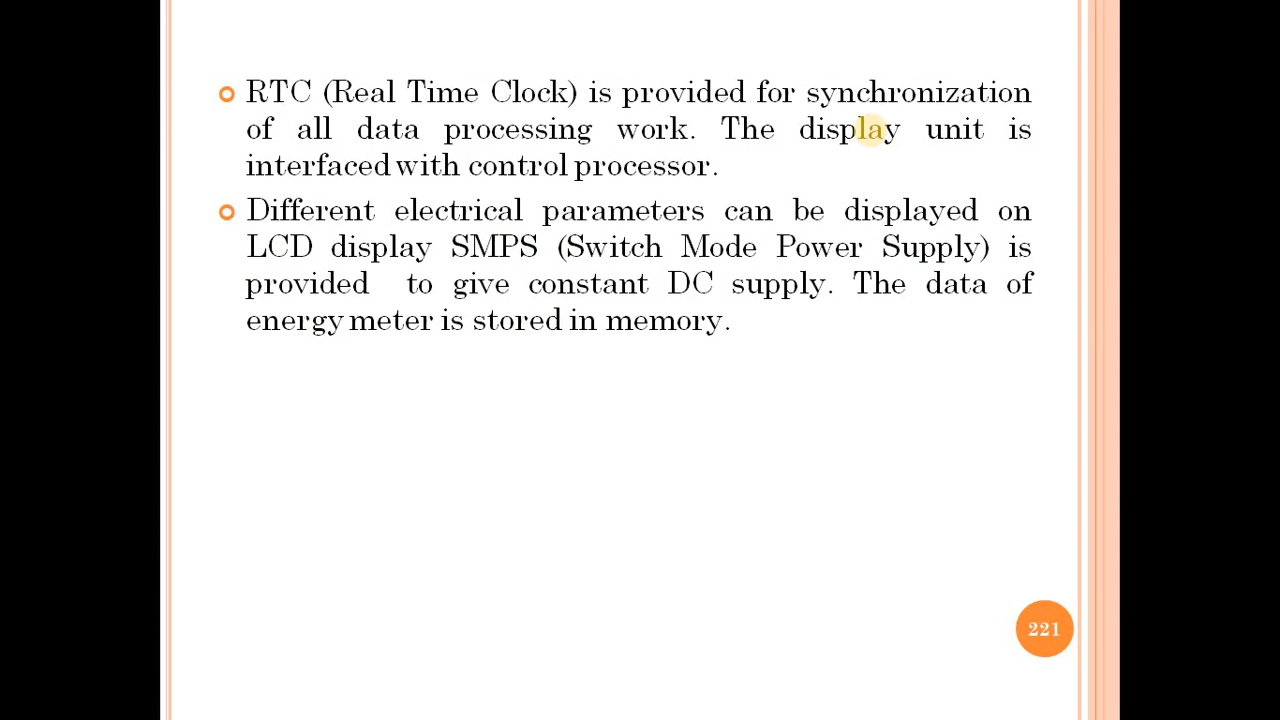 RTC (Real Time Clock) is provided for synchronization
of all data processing work. The display unit is
interfaced with control processor.
Different electrical parameters can be displayed on
LCD display SMPS (Switch Mode Power Supply) is
provided to give constant DC supply. The data of
energy meter is stored in memory.
221